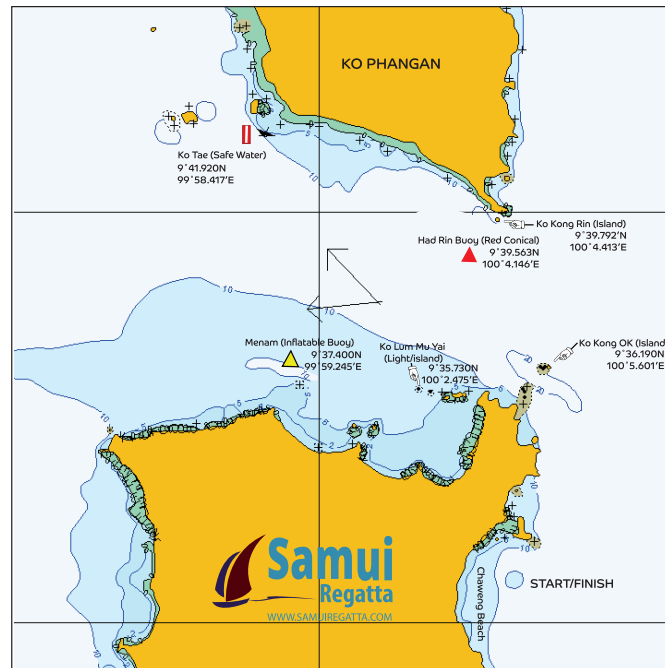 KO PHANGAN
Ko Tae (Safe Water)
9˚41.920N
99˚58.417'E
Ko Kong Rin (Island)
9˚39.792'N
100˚4.413'E
Had Rin Buoy (Red Conical)
9˚39.563N
100˚4.146'E
Menam (Inflatable Buoy)
9˚37.400N
99˚59.245'E
Ko Lum Mu Yai
(Light/island)
9˚35.730N
100˚2.475'E
Ko Kong OK (Island
9˚36.190N
100˚5.601'E
Samui
Regatta
WWW.SAMUIREGATTA.COM
Chaweng Beach
START/FINISH